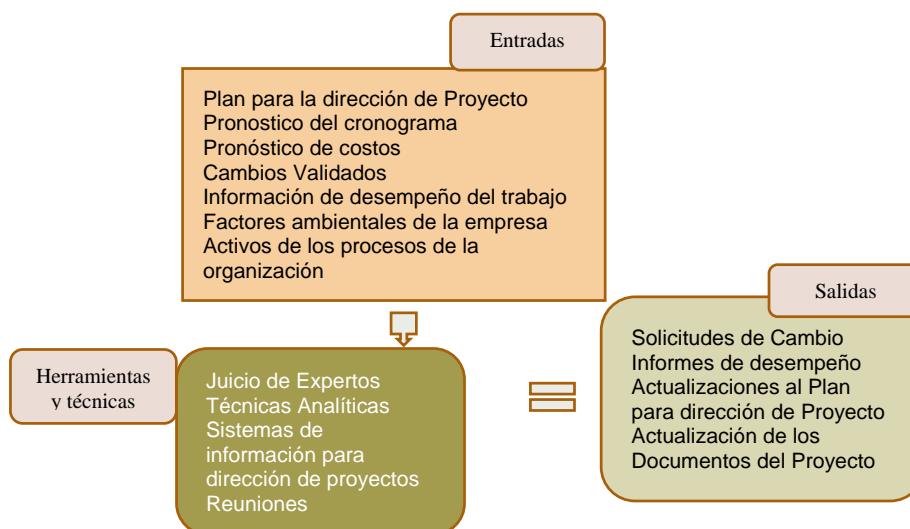 Entradas
Plan para la dirección de Proyecto
Pronostico del cronograma
Pronóstico de costos
Cambios Validados
Información de desempeño del trabajo
Factores ambientales de la empresa
Activos de los procesos de la
organización
Herramientas
y técnicas
Juicio de Expertos
Técnicas Analíticas
Sistemas de
información para
dirección de proyectos
Reuniones
Salidas
Solicitudes de Cambio
Informes de desempeño
Actualizaciones al Plan
para dirección de Proyecto
Actualización de los
Documentos del Proyecto